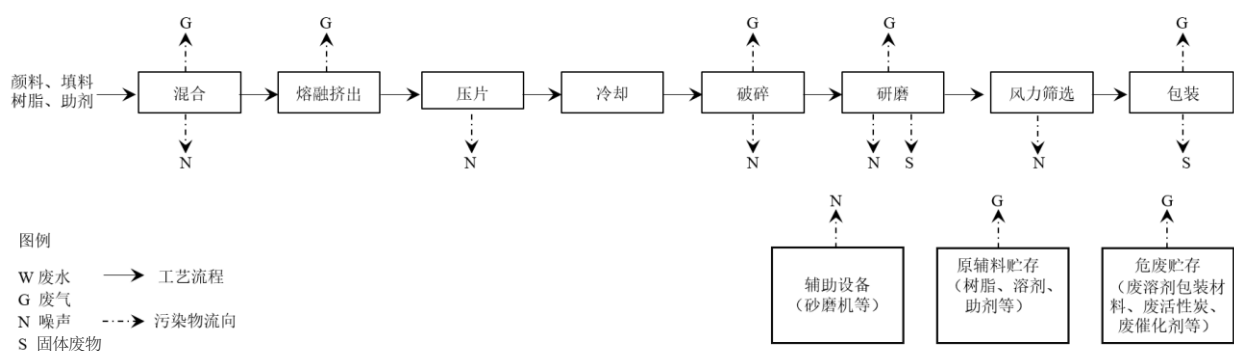 G
G
G
G
G
颜料、填料
树脂、助剂
混合
熔融挤出
压片
冷却
破碎
研磨
风力筛选
包装
N
N
N
N
S
N
S
N
G
G
图例
W 废水
工艺流程
G 废气
N 噪声
污染物流向
S 固体废物
辅助设备
（砂磨机等）
原辅料贮存
（树脂、溶剂、
助剂等）
危废贮存
（废溶剂包装材
料、废活性炭、
废催化剂等）